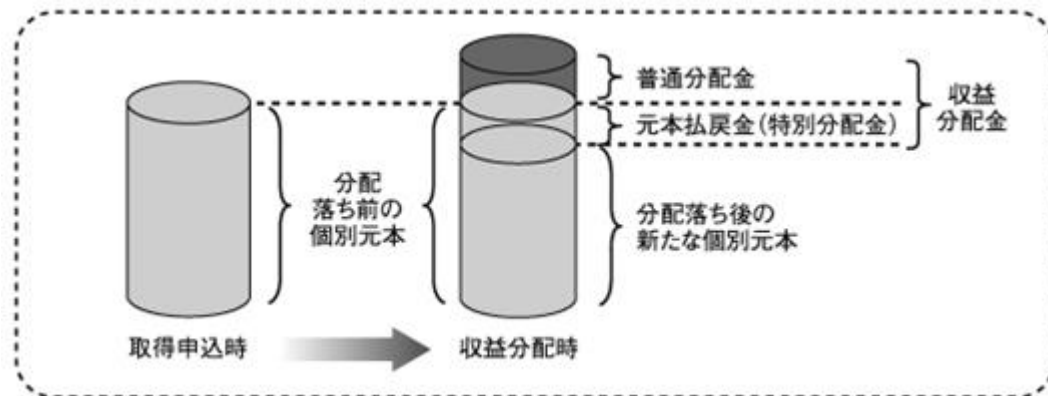 普通分配金
元本払戻金(特別分配金)
収益
分配金
分配
落ち前の
個別元本
分配落ち後の
新たな個別元本
取得申込時
収益分配時